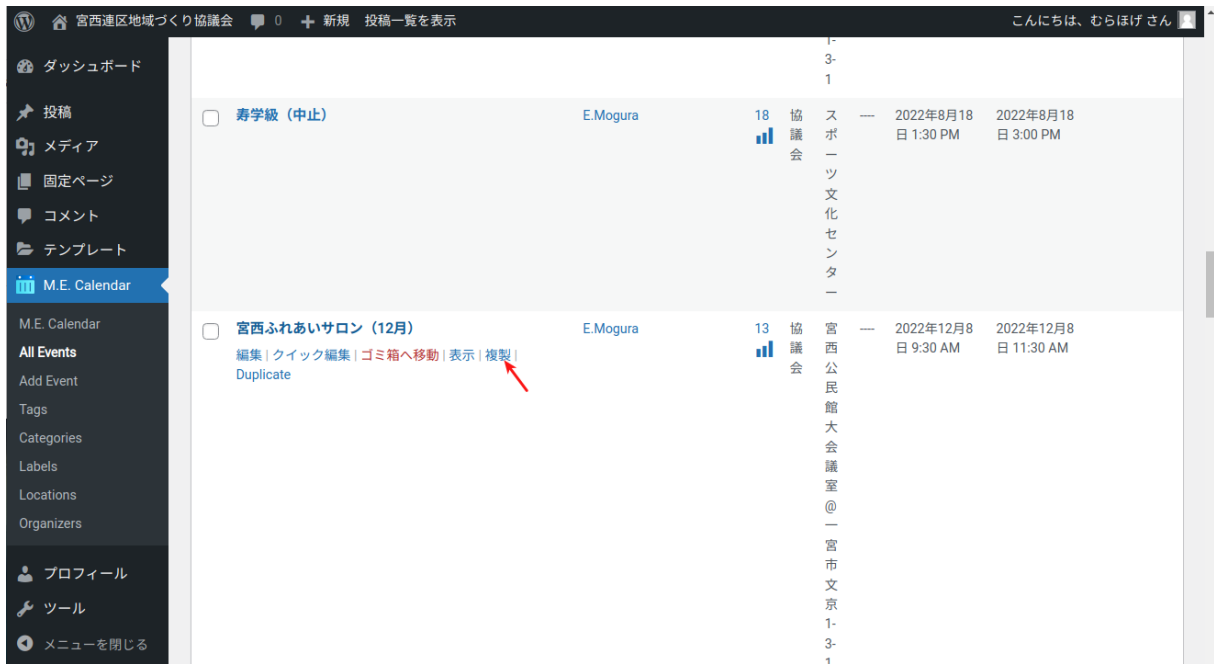 宮西連区地域づくり協議会 0 新規 投稿一覧を表示 こんにちは、むらほげ さん
ダッシュボード
投稿
メディア
固定ページ
コメント
テンプレート
M.E. Calendar
M.E. Calendar
All Events
Add Event
Tags
Categories
Labels
Locations
Organizers
プロフィール
ツール
メニューを閉じる
1-
3-
1
寿学級（中止）
E.Mogura
18
協
議
会
ス
ポ
ー
ツ
文
化
セ
ン
タ
ー
----
2022年8月18
日 1:30 PM
2022年8月18
日 3:00 PM
宮西ふれあいサロン（12月）
編集 | クイック編集 | ゴミ箱へ移動 | 表示 | 複製 |
Duplicate
E.Mogura
13
協
議
会
宮
西
公
民
館
大
会
議
室
@
一
宮
市
文
京
1-
3-
1
----
2022年12月8
日 9:30 AM
2022年12月8
日 11:30 AM